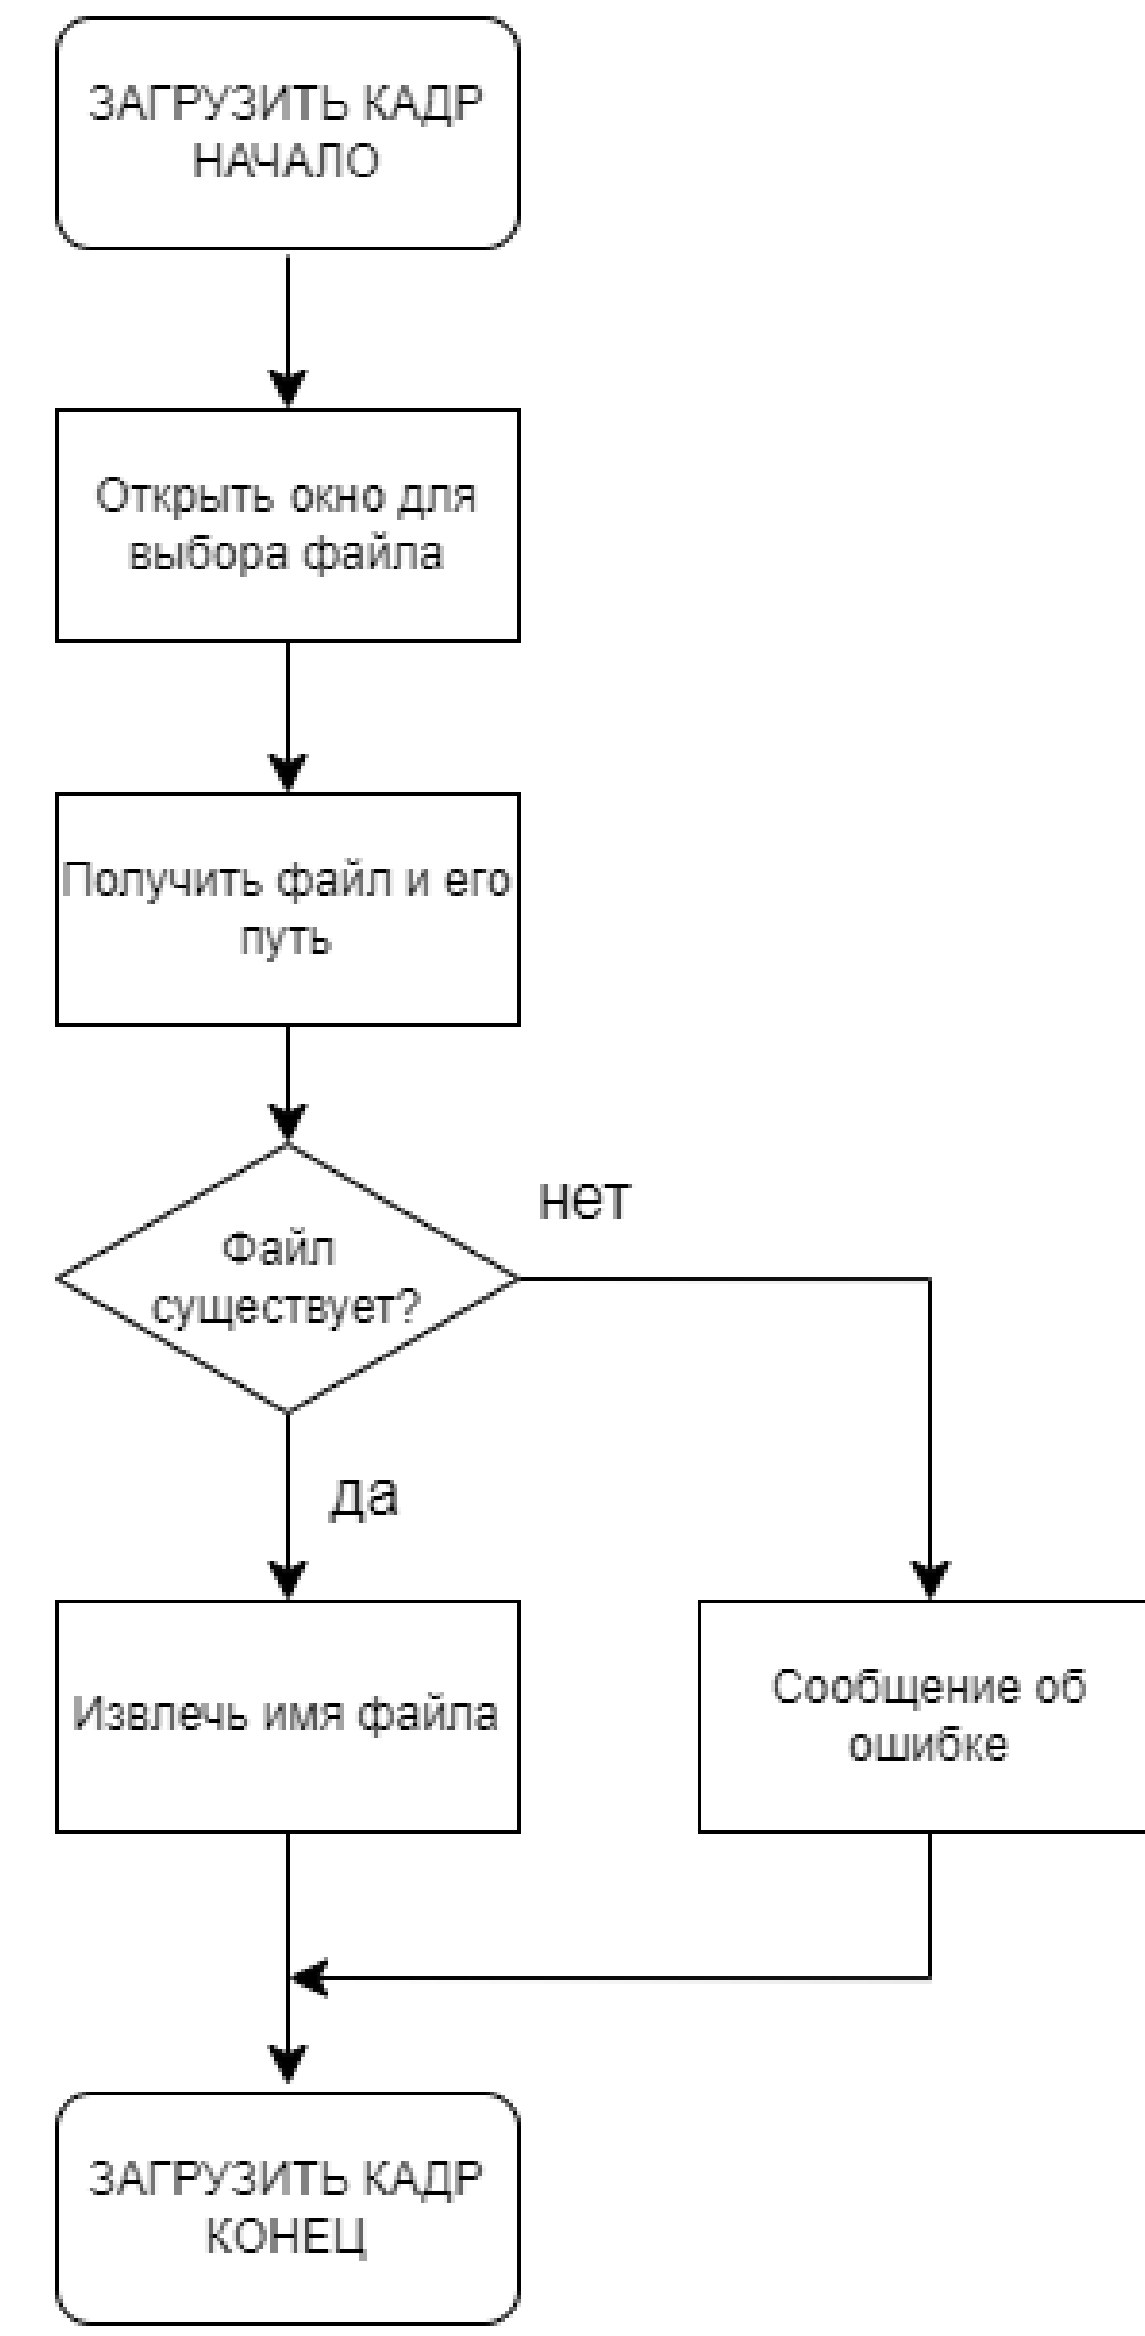 ЗАГРУЗИТЬ КАДР
НАЧАЛО
Открыть окно для
выбора файла
Получить файл и его
путь
Файл
существует?
нет
да
Извлечь имя файла
Сообщение об
ошибке
ЗАГРУЗИТЬ КАДР
КОНЕЦ